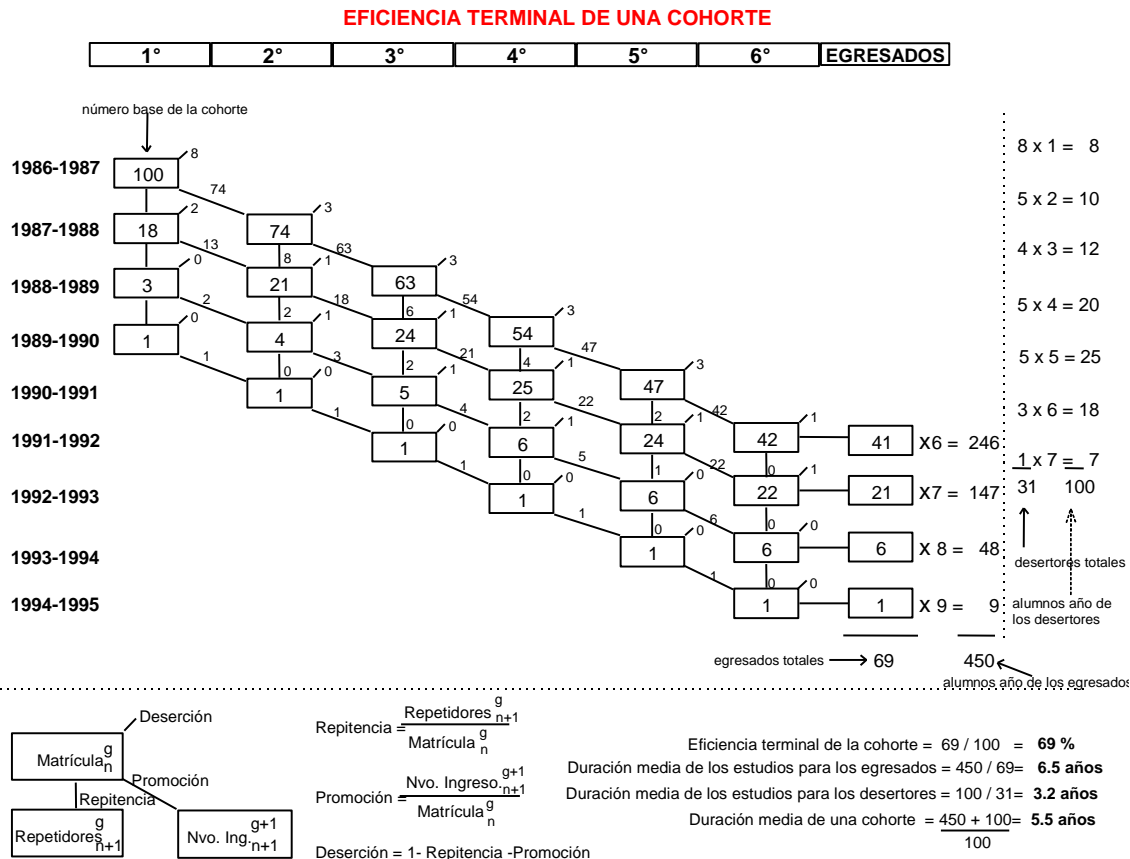 EFICIENCIA TERMINAL DE UNA COHORTE
1° 2° 3° 4° 5° 6° EGRESADOS
número base de la cohorte
8
8 x 1 = 8
1986-1987 100
74
5 x 2 = 10
2 3
1987-1988 18 74
13 63
4 x 3 = 12
0 8 1 3
1988-1989 3 21 63
2 18 54
5 x 4 = 20
0 2 1 6 1 3
1989-1990 1 4 24 54
1 3 21 47
5 x 5 = 25
0 0 2 1 4 1 3
1990-1991 1 5 25 47
1 4 22 42
3 x 6 = 18
0 0 2 1 2 1 1
1991-1992 1 6 24 42 41 x6 = 246
1 5 22
1 x 7 = 7
0 0 1 0 0 1
1992-1993 1 6 22 21 x7 = 147
31 100
1 6
0 0 0 0
1993-1994 1 6 6 x 8 = 48
desertores totales
1
0 0
1994-1995 1 1 x 9 = 9
alumnos año de
los desertores
egresados totales 69 450
alumnos año de los egresados
Deserción
Matrícula g n
Promoción
Repitencia
Repetidores g n+1
Nvo. Ing. g+1 n+1
Repitencia = Repetidores g n+1
Matrícula g n
Promoción = Nvo. Ingreso. g+1 n+1
Matrícula g n
Deserción = 1- Repitencia -Promoción
Eficiencia terminal de la cohorte = 69 / 100 = 69 %
Duración media de los estudios para los egresados = 450 / 69= 6.5 años
Duración media de los estudios para los desertores = 100 / 31= 3.2 años
Duración media de una cohorte = 450 + 100= 5.5 años
100